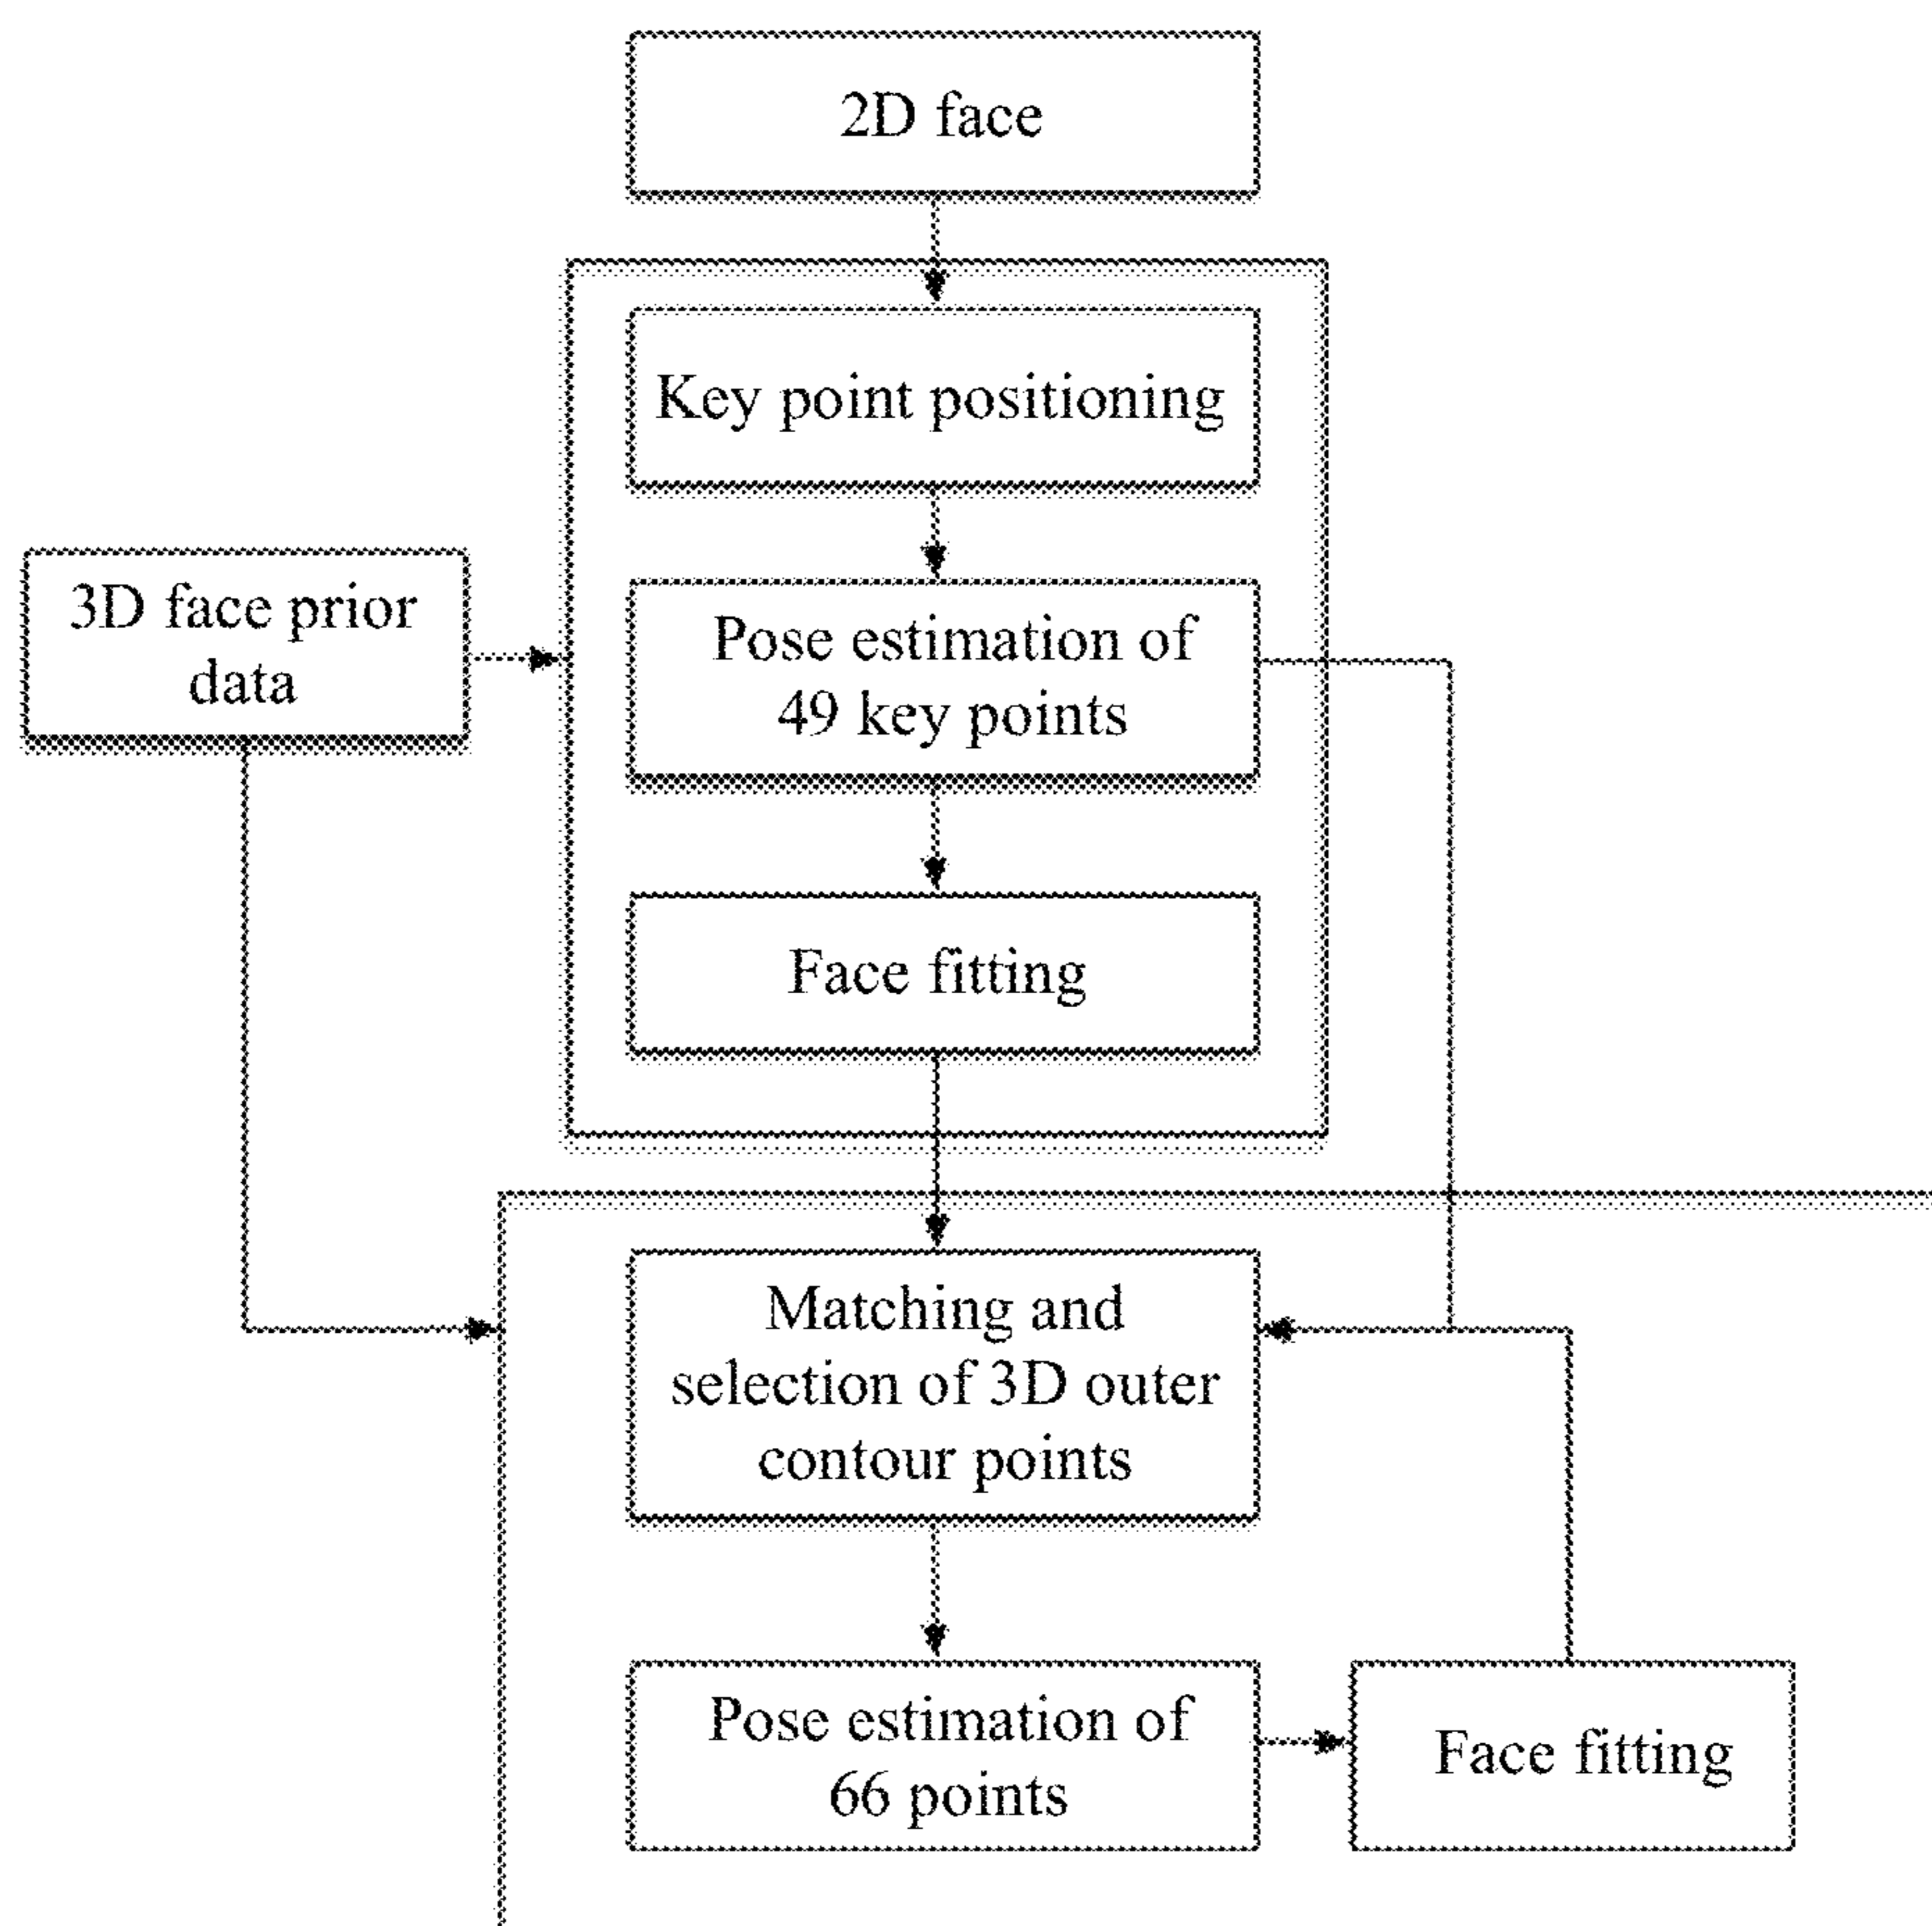 2D face
Key point positioning
3D face prior
data
Pose estimation of
49 key points
Face fitting
Matching and
selection of 3D outer
contour points
Pose estimation of
66 points
Face fitting